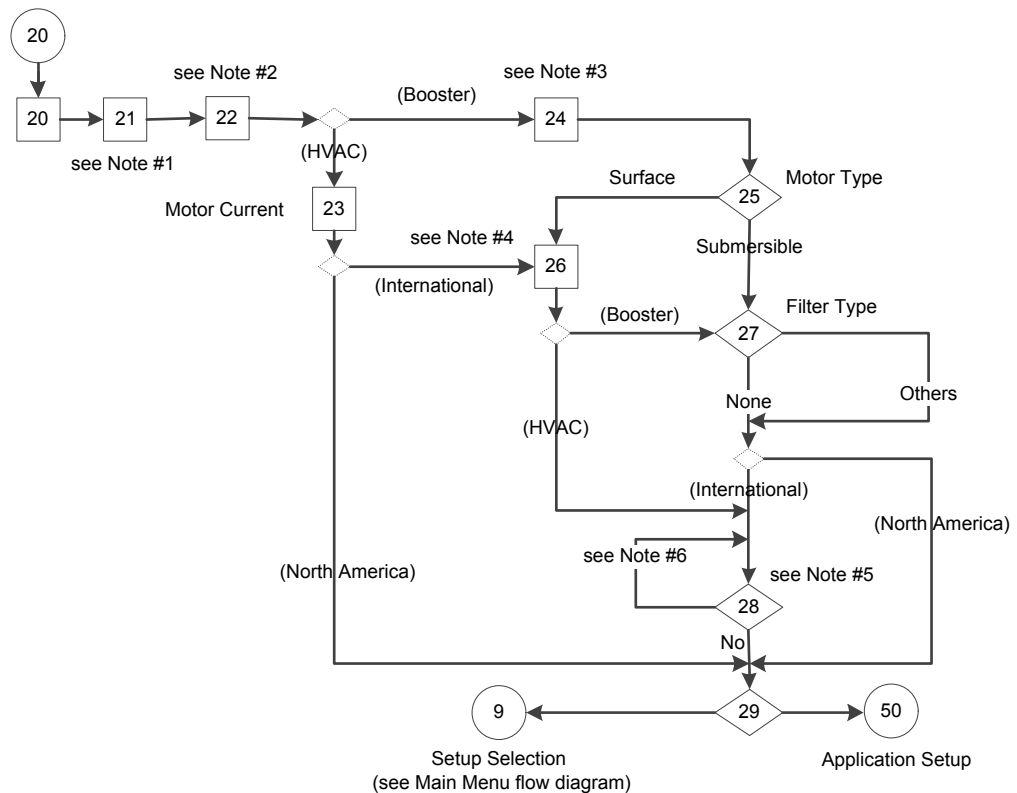 20
see Note #2
see Note #3
(Booster)
20
21
22
24
see Note #1
(HVAC)
Surface
25
Motor Type
Motor Current
23
see Note #4
Submersible
26
(International)
(Booster)
27
Filter Type
None
Others
(HVAC)
(International)
(North America)
see Note #6
(North America)
see Note #5
28
No
9
29
50
Setup Selection
(see Main Menu flow diagram)
Application Setup